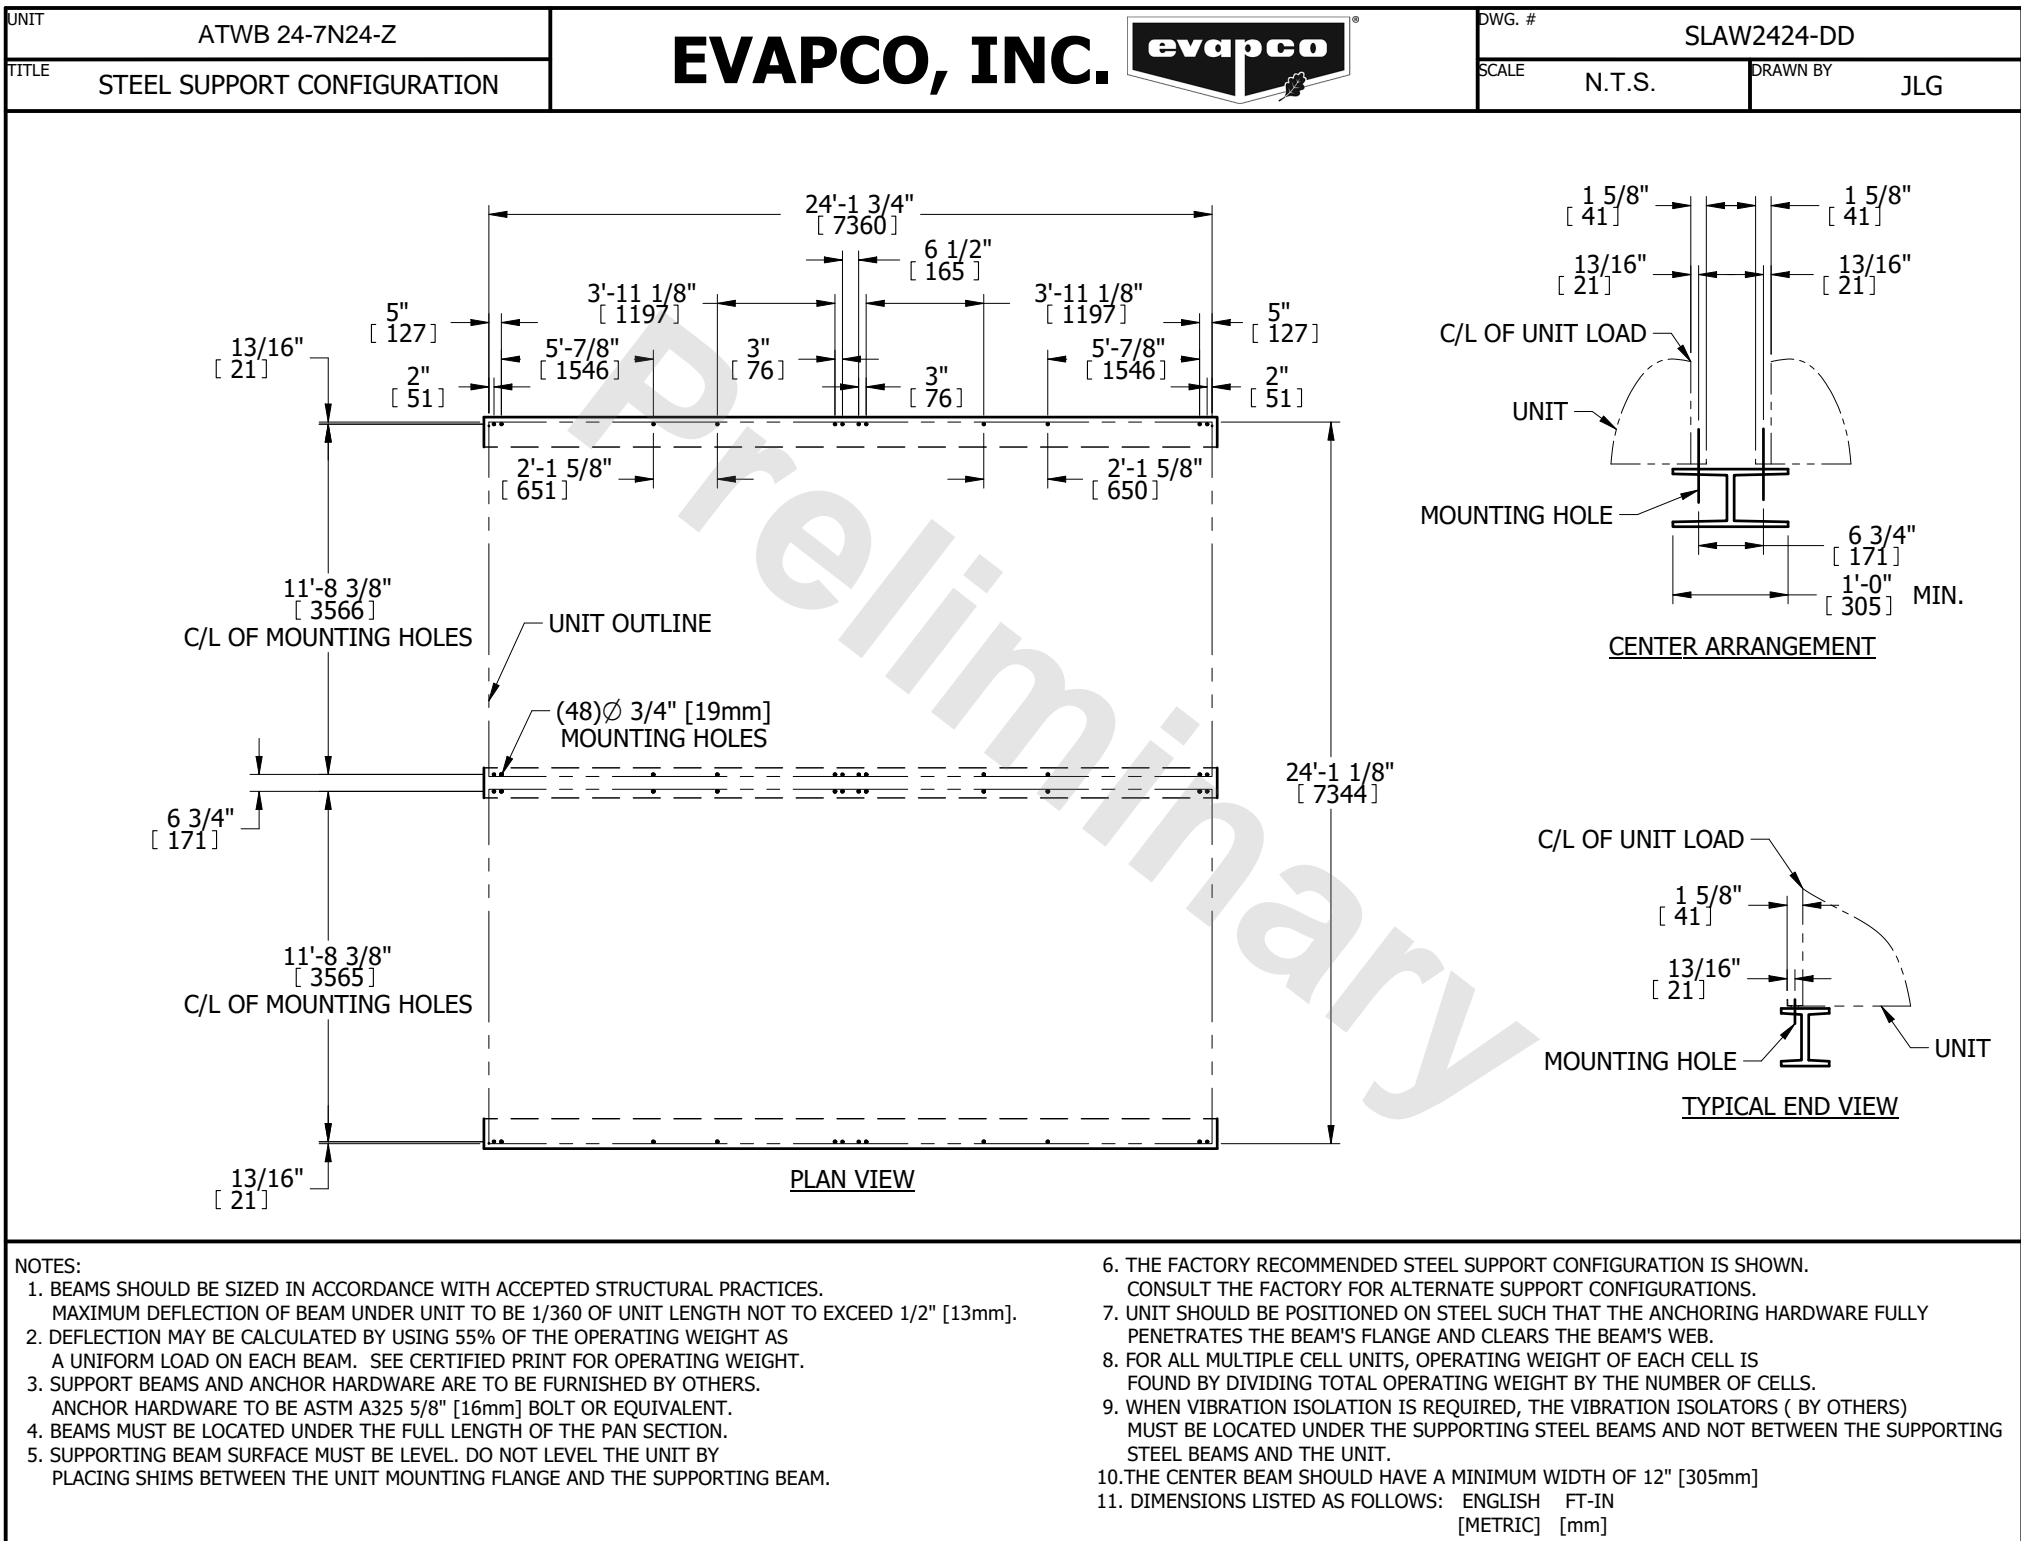 UNIT
ATWB 24-7N24-Z
TITLE
STEEL SUPPORT CONFIGURATION
EVAPCO, INC.
evapco
®
DWG. #
SLAW2424-DD
SCALE
N.T.S.
DRAWN BY
JLG
24'-1 3/4"
[ 7360 ]
6 1/2"
[ 165 ]
3'-11 1/8"
[ 1197 ]
3'-11 1/8"
[ 1197 ]
5"
[ 127 ]
5"
[ 127 ]
13/16"
[ 21 ]
5'-7/8"
[ 1546 ]
3"
[ 76 ]
5'-7/8"
[ 1546 ]
2"
[ 51 ]
3"
[ 76 ]
2"
[ 51 ]
2'-1 5/8"
[ 651 ]
2'-1 5/8"
[ 650 ]
11'-8 3/8"
[ 3566 ]
C/L OF MOUNTING HOLES
UNIT OUTLINE
(48)∅ 3/4" [19mm]
MOUNTING HOLES
6 3/4"
[ 171 ]
24'-1 1/8"
[ 7344 ]
11'-8 3/8"
[ 3565 ]
C/L OF MOUNTING HOLES
13/16"
[ 21 ]
PLAN VIEW
Preliminary
1 5/8"
[ 41 ]
1 5/8"
[ 41 ]
13/16"
[ 21 ]
13/16"
[ 21 ]
C/L OF UNIT LOAD
UNIT
MOUNTING HOLE
6 3/4"
[ 171 ]
1'-0"
[ 305 ] MIN.
CENTER ARRANGEMENT
C/L OF UNIT LOAD
1 5/8"
[ 41 ]
13/16"
[ 21 ]
MOUNTING HOLE
UNIT
TYPICAL END VIEW
NOTES:
1. BEAMS SHOULD BE SIZED IN ACCORDANCE WITH ACCEPTED STRUCTURAL PRACTICES.
MAXIMUM DEFLECTION OF BEAM UNDER UNIT TO BE 1/360 OF UNIT LENGTH NOT TO EXCEED 1/2" [13mm].
2. DEFLECTION MAY BE CALCULATED BY USING 55% OF THE OPERATING WEIGHT AS
A UNIFORM LOAD ON EACH BEAM. SEE CERTIFIED PRINT FOR OPERATING WEIGHT.
3. SUPPORT BEAMS AND ANCHOR HARDWARE ARE TO BE FURNISHED BY OTHERS.
ANCHOR HARDWARE TO BE ASTM A325 5/8" [16mm] BOLT OR EQUIVALENT.
4. BEAMS MUST BE LOCATED UNDER THE FULL LENGTH OF THE PAN SECTION.
5. SUPPORTING BEAM SURFACE MUST BE LEVEL. DO NOT LEVEL THE UNIT BY
PLACING SHIMS BETWEEN THE UNIT MOUNTING FLANGE AND THE SUPPORTING BEAM.
6. THE FACTORY RECOMMENDED STEEL SUPPORT CONFIGURATION IS SHOWN.
CONSULT THE FACTORY FOR ALTERNATE SUPPORT CONFIGURATIONS.
7. UNIT SHOULD BE POSITIONED ON STEEL SUCH THAT THE ANCHORING HARDWARE FULLY
PENETRATES THE BEAM'S FLANGE AND CLEARS THE BEAM'S WEB.
8. FOR ALL MULTIPLE CELL UNITS, OPERATING WEIGHT OF EACH CELL IS
FOUND BY DIVIDING TOTAL OPERATING WEIGHT BY THE NUMBER OF CELLS.
9. WHEN VIBRATION ISOLATION IS REQUIRED, THE VIBRATION ISOLATORS ( BY OTHERS)
MUST BE LOCATED UNDER THE SUPPORTING STEEL BEAMS AND NOT BETWEEN THE SUPPORTING
STEEL BEAMS AND THE UNIT.
10.THE CENTER BEAM SHOULD HAVE A MINIMUM WIDTH OF 12" [305mm]
11. DIMENSIONS LISTED AS FOLLOWS: ENGLISH FT-IN
[METRIC] [mm]